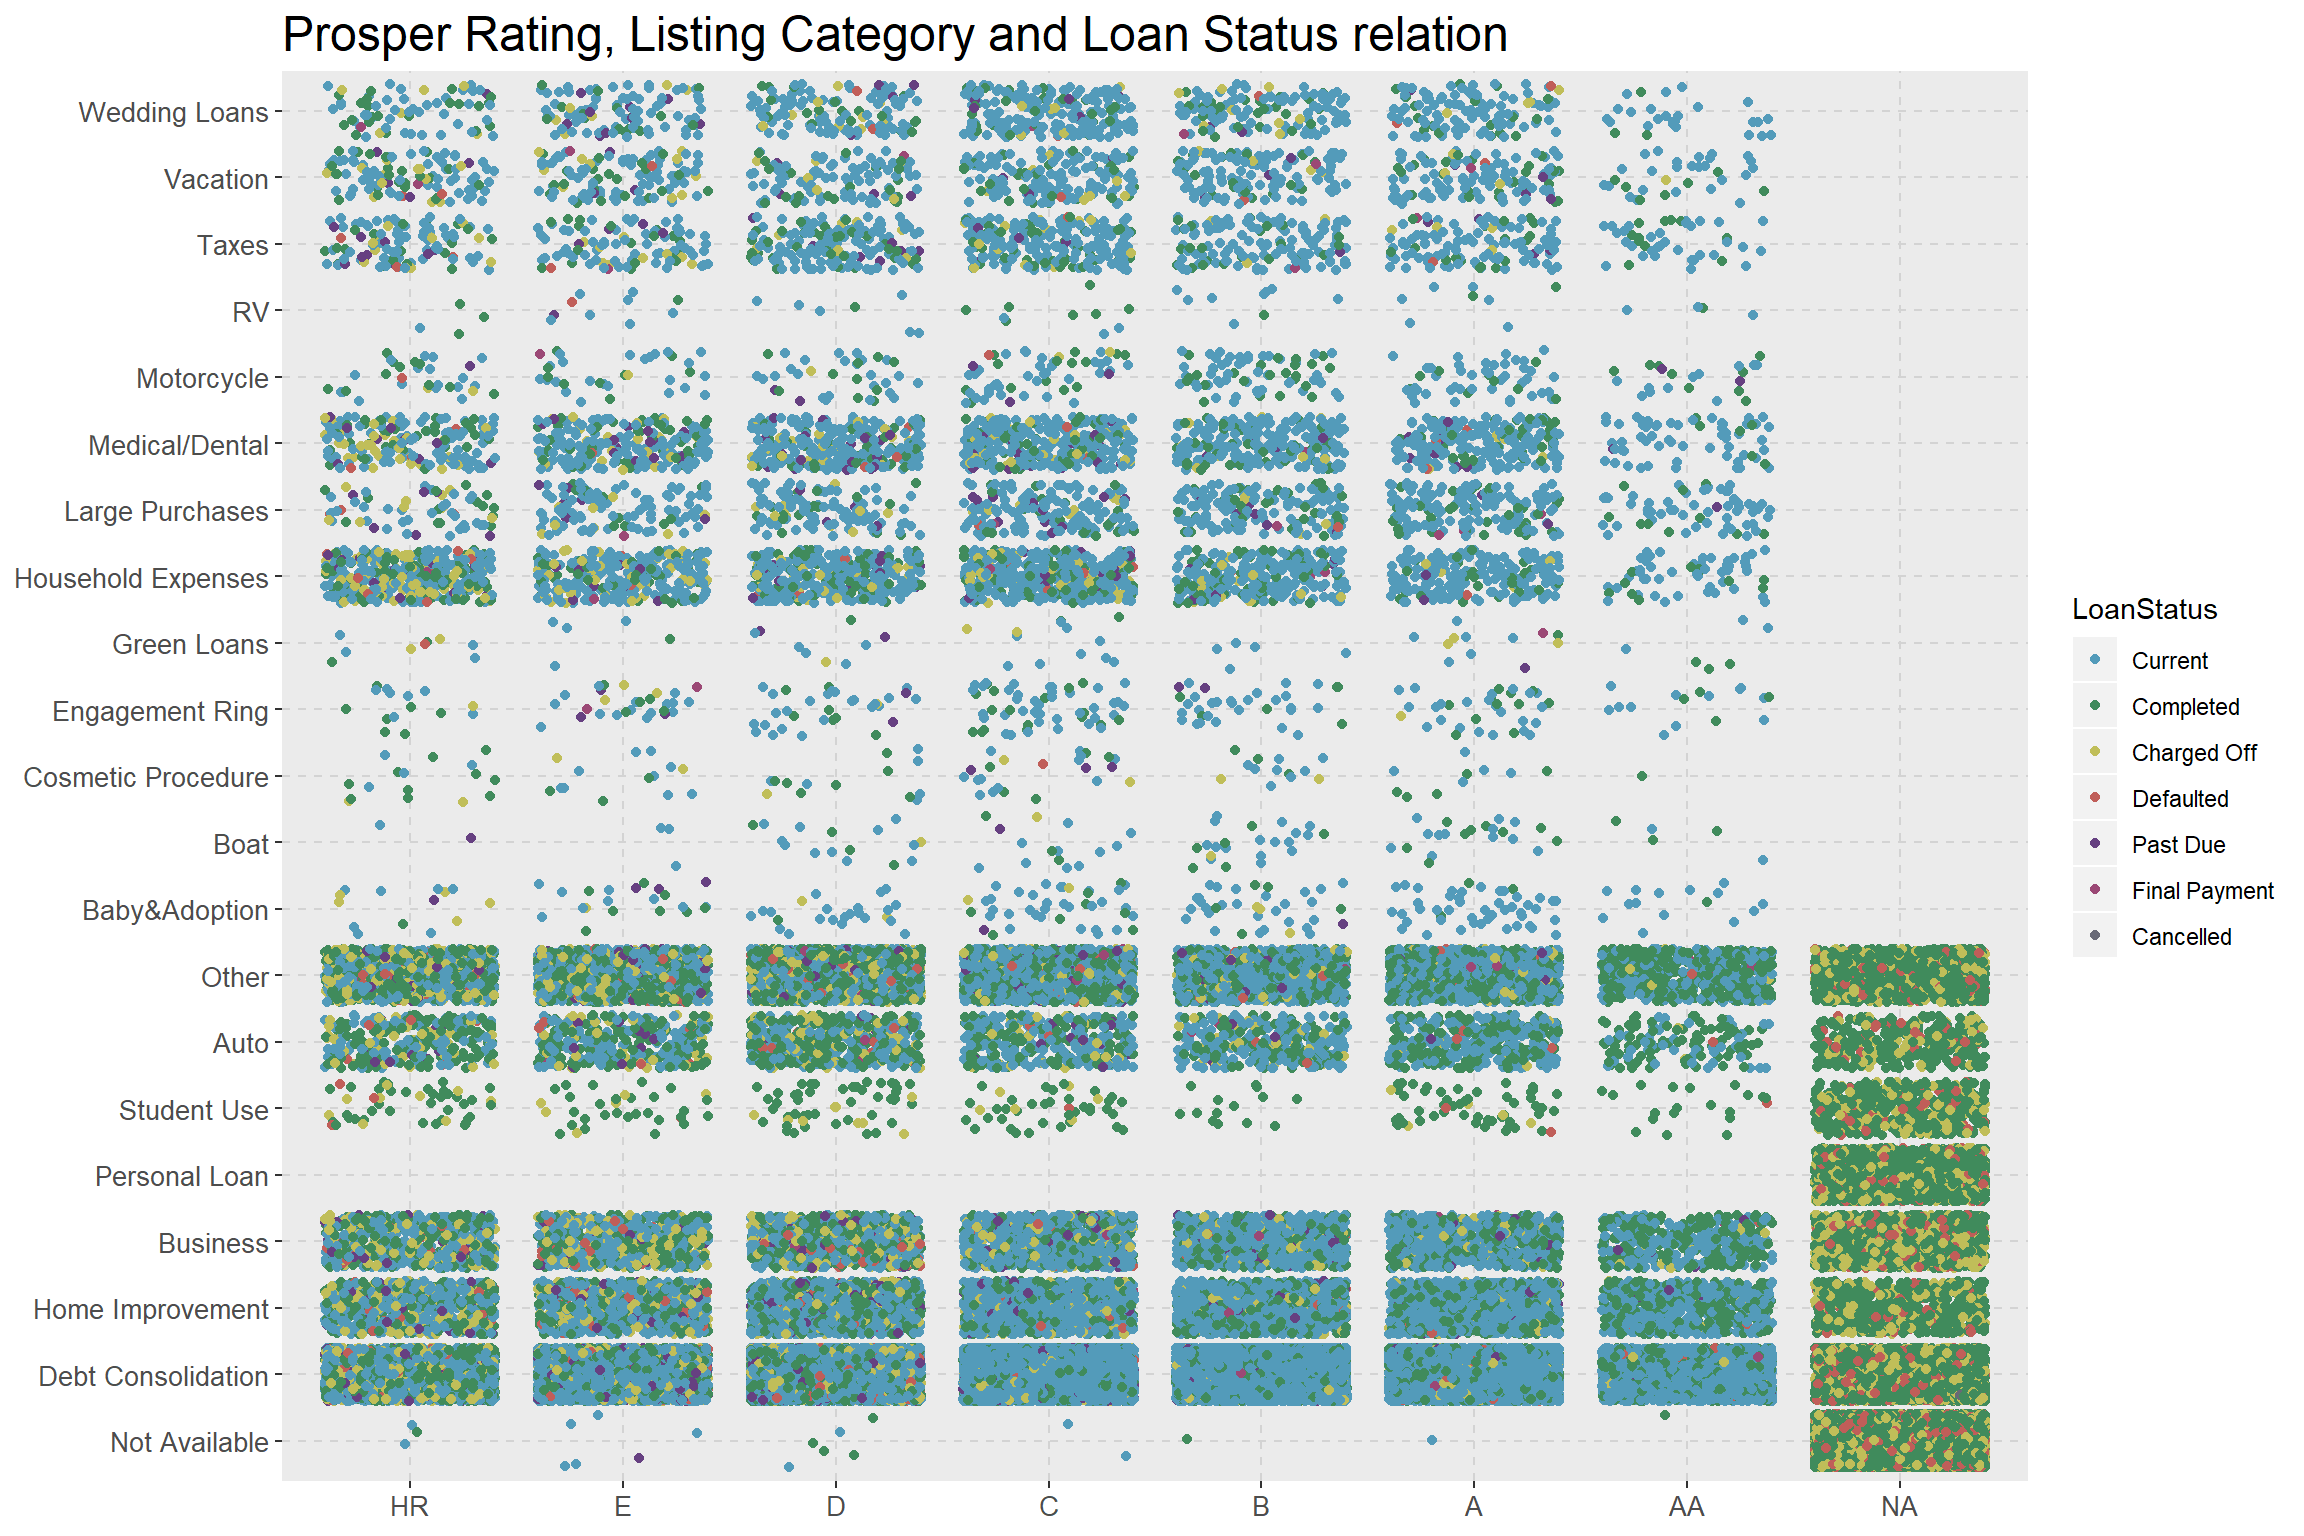 Prosper Rating, Listing Category and Loan Status relation
Wedding Loans
Vacation
Taxes
RV
Motorcycle
Medical/Dental
Large Purchases
Household Expenses
Green Loans
Engagement Ring
Cosmetic Procedure
Boat
Baby&Adoption
Other
Auto
Student Use
Personal Loan
Business
Home Improvement
Debt Consolidation
Not Available
HR E D C B A AA NA
LoanStatus
Current
Completed
Charged Off
Defaulted
Past Due
Final Payment
Cancelled